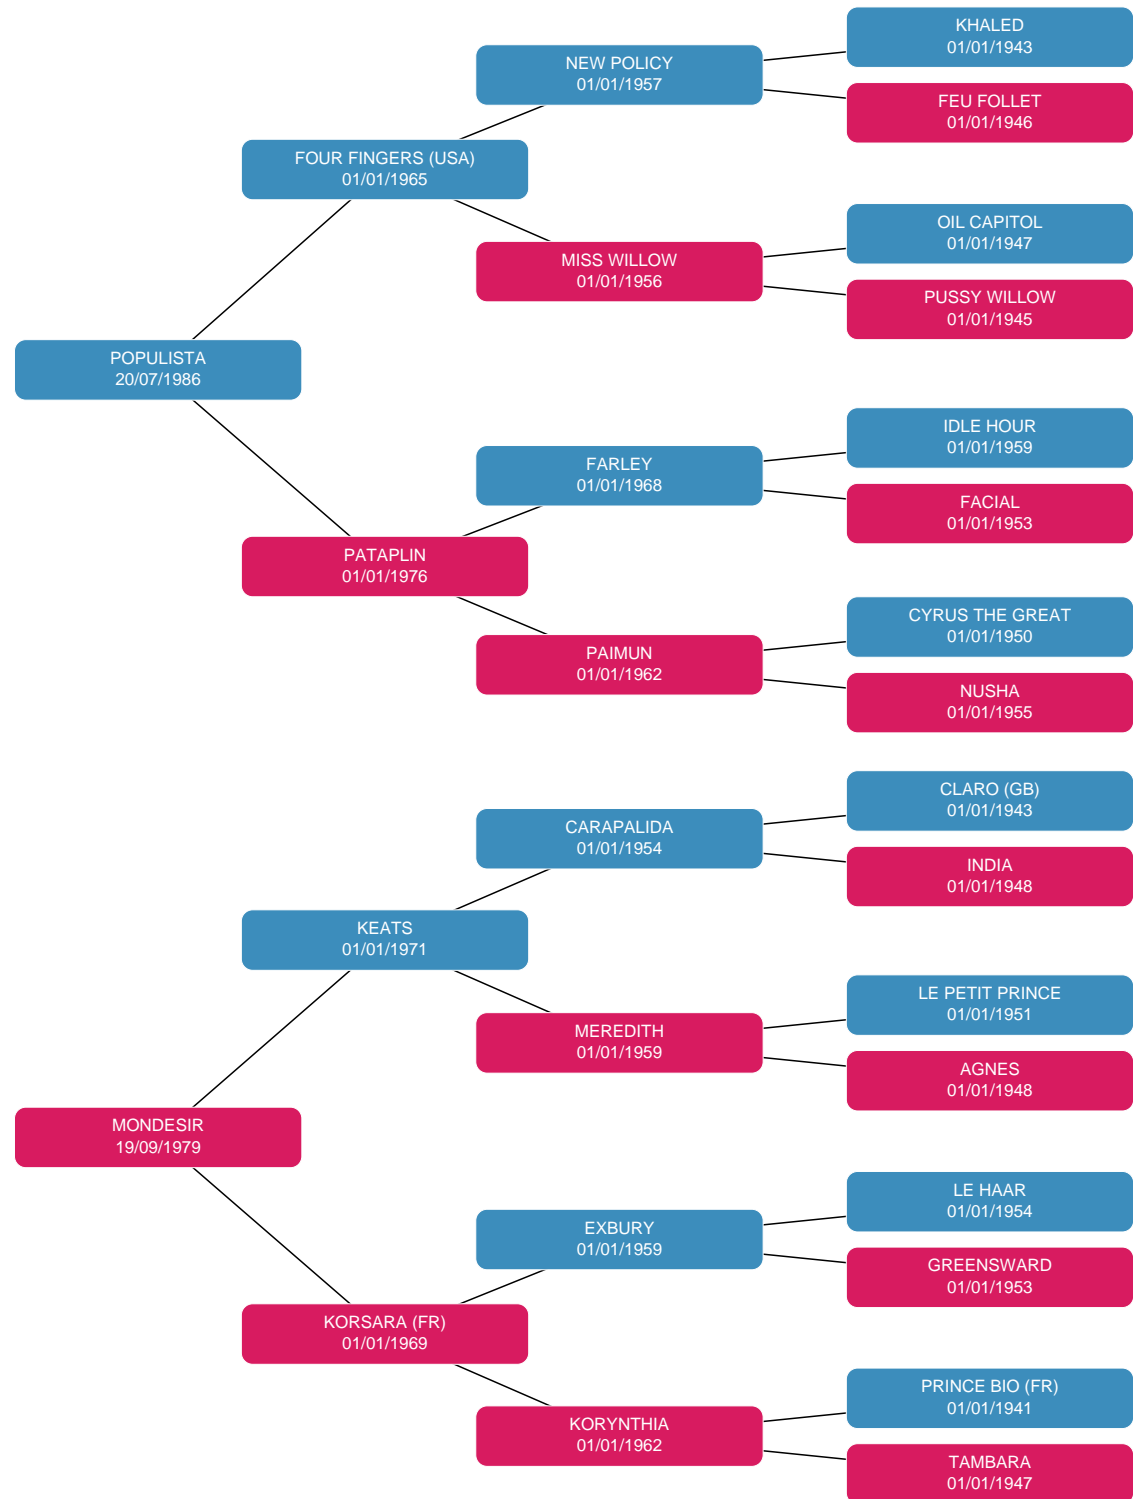 KHALED
01/01/1943
NEW POLICY
01/01/1957
FEU FOLLET
01/01/1946
FOUR FINGERS (USA)
01/01/1965
OIL CAPITOL
01/01/1947
MISS WILLOW
01/01/1956
PUSSY WILLOW
01/01/1945
POPULISTA
20/07/1986
IDLE HOUR
01/01/1959
FARLEY
01/01/1968
FACIAL
01/01/1953
PATAPLIN
01/01/1976
CYRUS THE GREAT
01/01/1950
PAIMUN
01/01/1962
NUSHA
01/01/1955
CLARO (GB)
01/01/1943
CARAPALIDA
01/01/1954
INDIA
01/01/1948
KEATS
01/01/1971
LE PETIT PRINCE
01/01/1951
MEREDITH
01/01/1959
AGNES
01/01/1948
MONDESIR
19/09/1979
LE HAAR
01/01/1954
EXBURY
01/01/1959
GREENSWARD
01/01/1953
KORSARA (FR)
01/01/1969
PRINCE BIO (FR)
01/01/1941
KORYNTHIA
01/01/1962
TAMBARA
01/01/1947